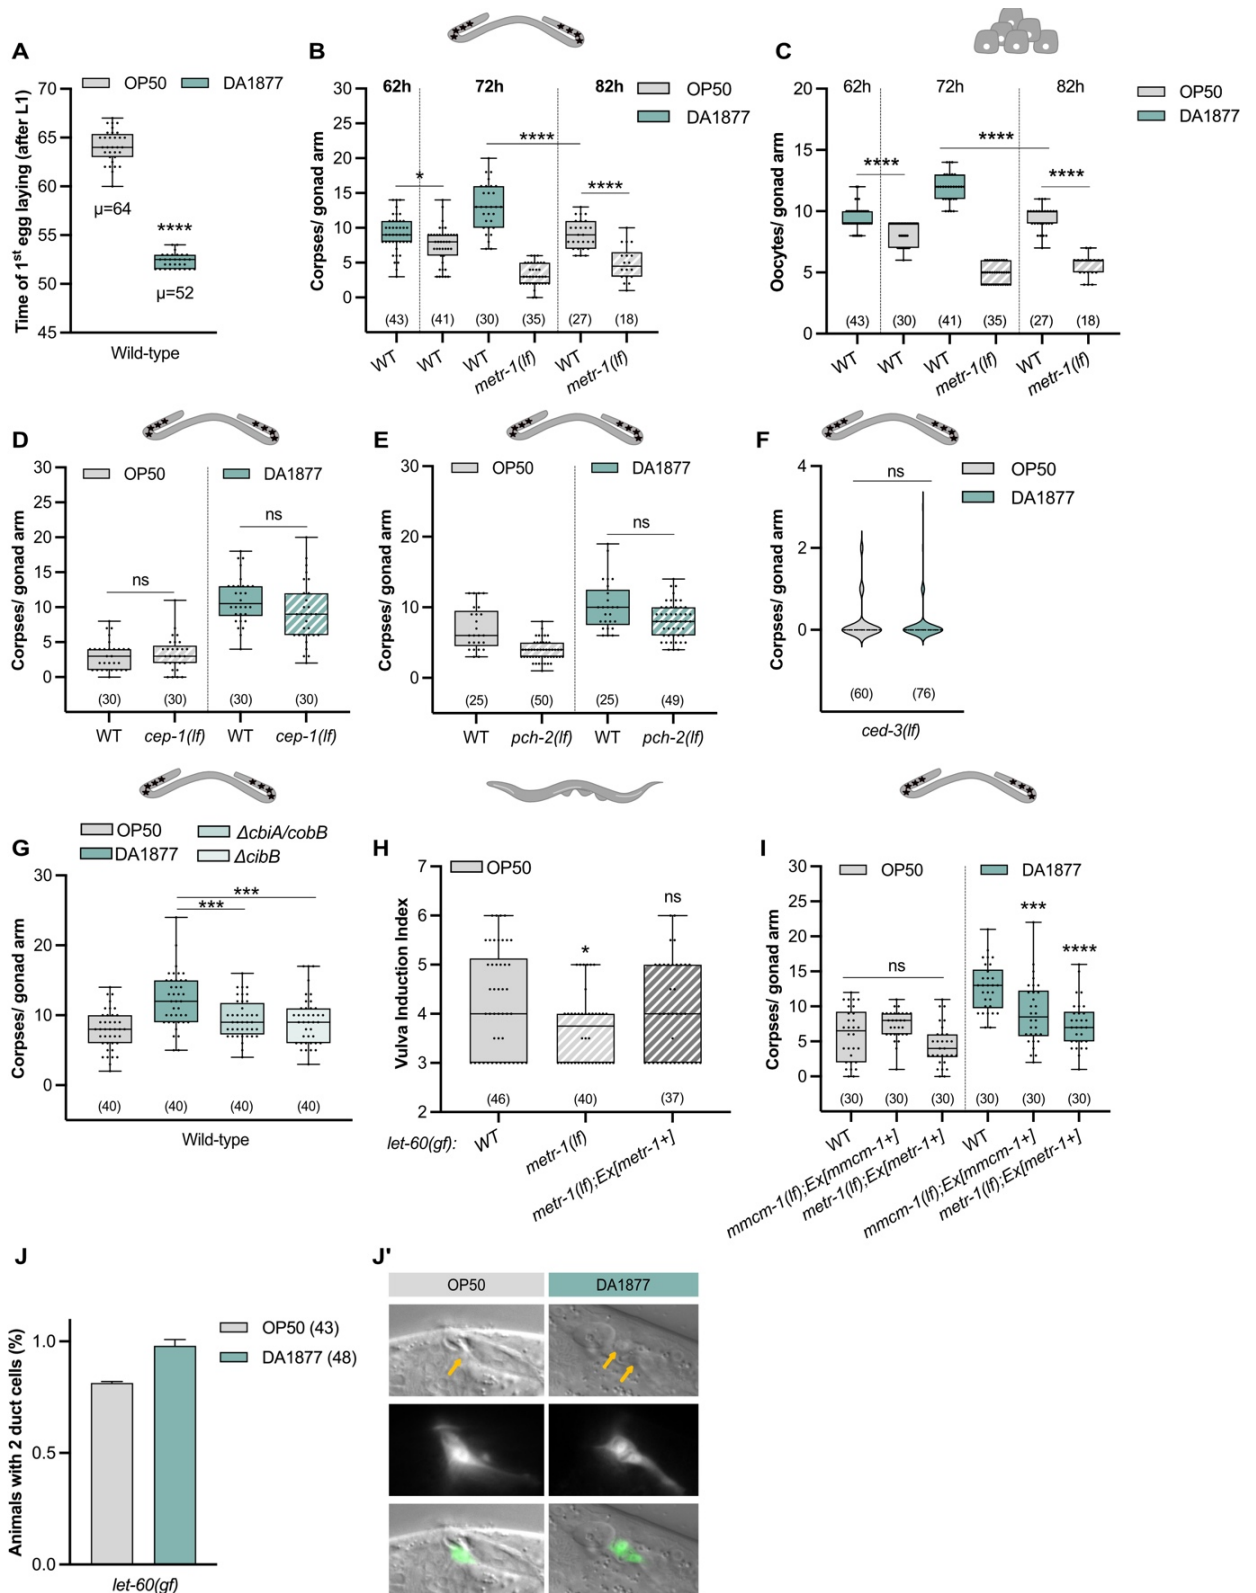 A
OP50 DA1877
Time of 1st egg laying (after L1)
70
65
60
55
50
45
µ=64
****
µ=52
Wild-type
B
62h 72h 82h
OP50
DA1877
Corpses/ gonad arm
30
25
20
15
10
5
0
* **** ****
(43) (41) (30) (35) (27) (18)
WT WT WT metr-1(lf) WT metr-1(lf)
C
62h 72h 82h
OP50
DA1877
Oocytes/ gonad arm
20
15
10
5
0
**** **** ****
(43) (30) (41) (35) (27) (18)
WT WT WT metr-1(lf) WT metr-1(lf)
D
OP50 DA1877
Corpses/ gonad arm
30
25
20
15
10
5
0
ns ns
(30) (30) (30) (30)
WT cep-1(lf) WT cep-1(lf)
E
OP50 DA1877
Corpses/ gonad arm
30
20
10
0
ns
(25) (50) (25) (49)
WT pch-2(lf) WT pch-2(lf)
F
OP50
DA1877
Corpses/ gonad arm
4
2
0
ns
(60) (76)
ced-3(lf)
G
OP50 ΔcbiA/cobB
DA1877 ΔcibB
Corpses/ gonad arm
30
20
10
0
***
***
(40) (40) (40) (40)
Wild-type
H
OP50
Vulva Induction Index
7
6
5
4
3
2
* ns
(46) (40) (37)
let-60(gf): WT metr-1(lf) metr-1(lf);Ex[metr-1+]
I
OP50 DA1877
Corpses/ gonad arm
30
25
20
15
10
5
0
ns *** ****
(30) (30) (30) (30) (30) (30)
WT mmcm-1(lf);Ex[mmcm-1+] metr-1(lf);Ex[metr-1+] WT mmcm-1(lf);Ex[mmcm-1+] metr-1(lf);Ex[metr-1+]
J
OP50 (43)
DA1877 (48)
Animals with 2 duct cells (%)
1.0
0.5
0.0
let-60(gf)
J'
OP50 DA1877